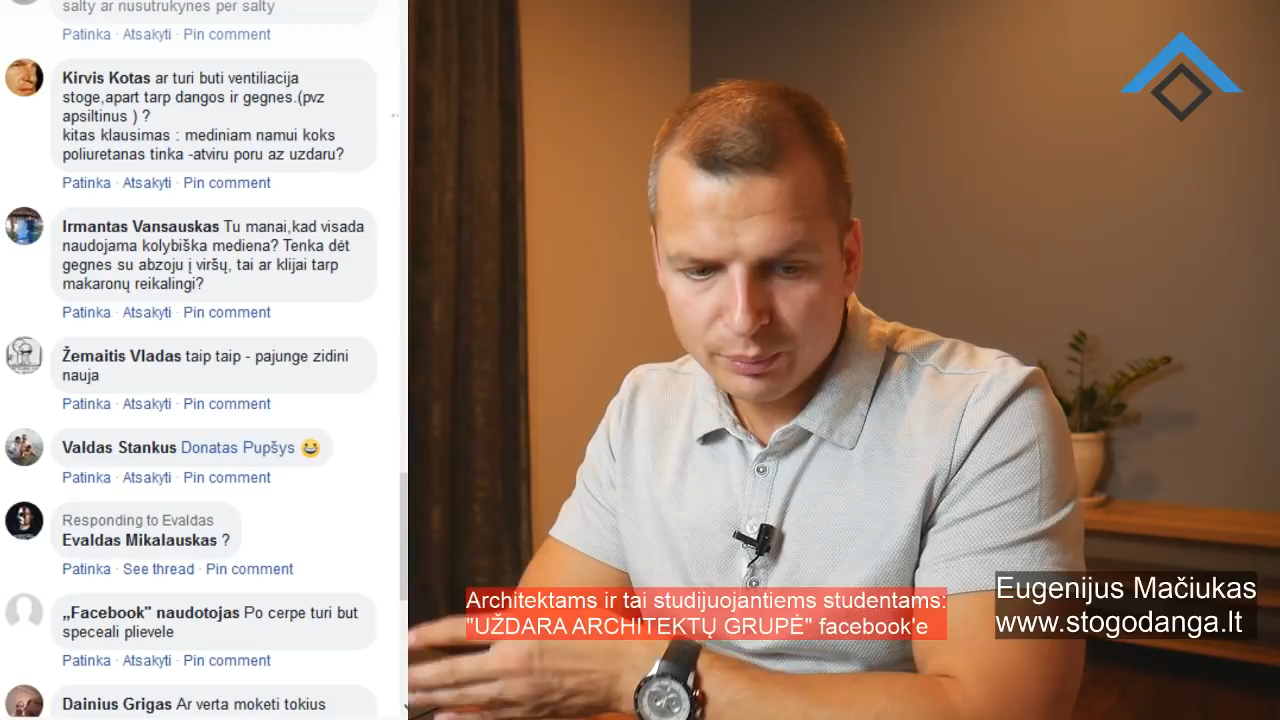 salty ar nusutrukynes per salty
Patinka · Atsakyti · Pin comment
Kirvis Kotas ar turi buti ventiliacija
stoge,apart tarp dangos ir gegnes.(pvz
apsiltinus ) ?
kitas klausimas : mediniam namui koks
poliuretanas tinka -atviru poru az uzdaru?
Patinka · Atsakyti · Pin comment
Irmantas Vansauskas Tu manai,kad visada
naudojama kolybiška mediena? Tenka dėt
gegnes su abzoju į viršų, tai ar klijai tarp
makaronų reikalingi?
Patinka · Atsakyti · Pin comment
Žemaitis Vladas taip taip - pajunge zidini
nauja
Patinka · Atsakyti · Pin comment
Valdas Stankus Donatas Pupšys 😄
Patinka · Atsakyti · Pin comment
Responding to Evaldas
Evaldas Mikalauskas ?
Patinka · See thread · Pin comment
„Facebook" naudotojas Po cerpe turi but
speceali plievele
Patinka · Atsakyti · Pin comment
Dainius Grigas Ar verta moketi tokius
Architektams ir tai studijuojantiems studentams:
"UŽDARA ARCHITEKTŲ GRUPĖ" facebook'e
Eugenijus Mačiukas
www.stogodanga.lt